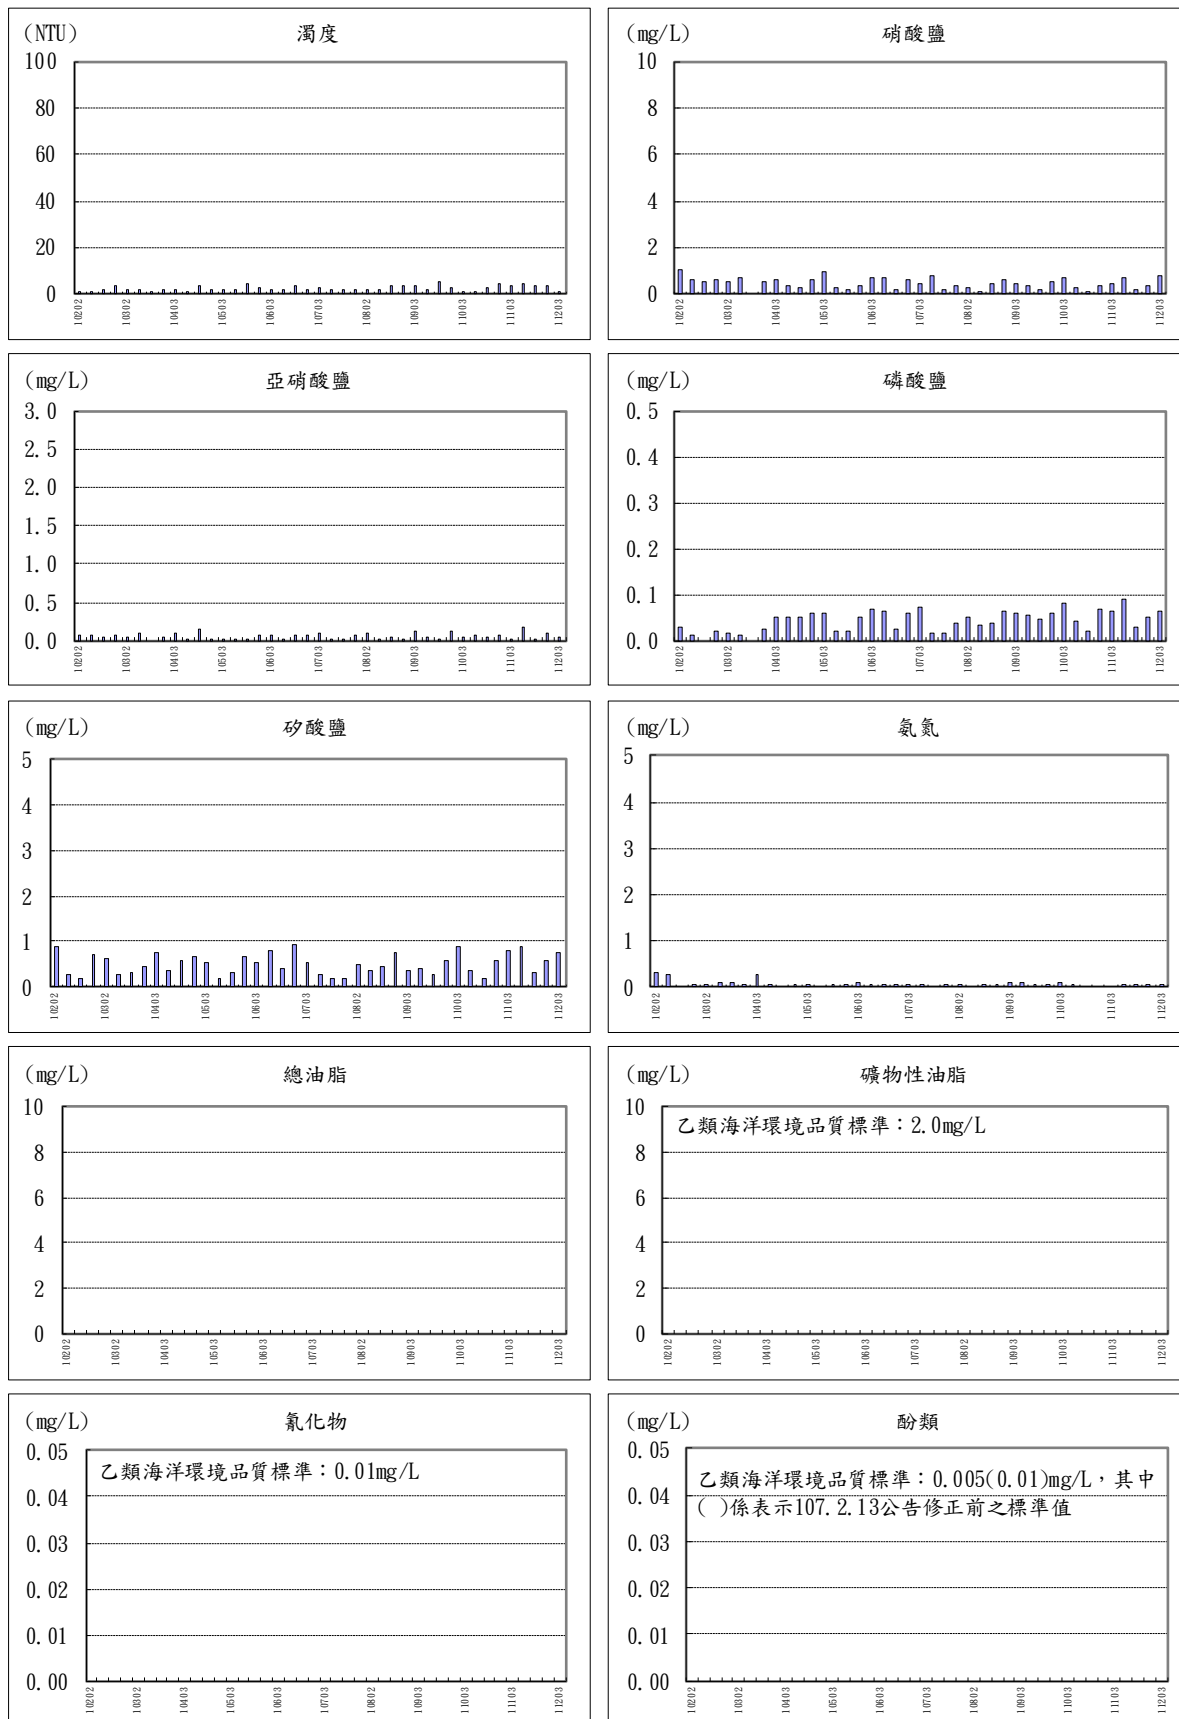 (NTU) 濁度
100
80
60
40
20
0
10202 10302 10403 10503 10603 10703 10802 10903 11003 11103 11203
(mg/L) 硝酸鹽
10
8
6
4
2
0
10202 10302 10403 10503 10603 10703 10802 10903 11003 11103 11203
(mg/L) 亞硝酸鹽
3.0
2.5
2.0
1.5
1.0
0.5
0.0
10202 10302 10403 10503 10603 10703 10802 10903 11003 11103 11203
(mg/L) 磷酸鹽
0.5
0.4
0.3
0.2
0.1
0.0
10202 10302 10403 10503 10603 10703 10802 10903 11003 11103 11203
(mg/L) 矽酸鹽
5
4
3
2
1
0
10202 10302 10403 10503 10603 10703 10802 10903 11003 11103 11203
(mg/L) 氨氮
5
4
3
2
1
0
10202 10302 10403 10503 10603 10703 10802 10903 11003 11103 11203
(mg/L) 總油脂
10
8
6
4
2
0
10202 10302 10403 10503 10603 10703 10802 10903 11003 11103 11203
(mg/L) 礦物性油脂
乙類海洋環境品質標準：2.0mg/L
10
8
6
4
2
0
10202 10302 10403 10503 10603 10703 10802 10903 11003 11103 11203
(mg/L) 氰化物
乙類海洋環境品質標準：0.01mg/L
0.05
0.04
0.03
0.02
0.01
0.00
10202 10302 10403 10503 10603 10703 10802 10903 11003 11103 11203
(mg/L) 酚類
乙類海洋環境品質標準：0.005(0.01)mg/L，其中
( )係表示107.2.13公告修正前之標準值
0.05
0.04
0.03
0.02
0.01
0.00
10202 10302 10403 10503 10603 10703 10802 10903 11003 11103 11203